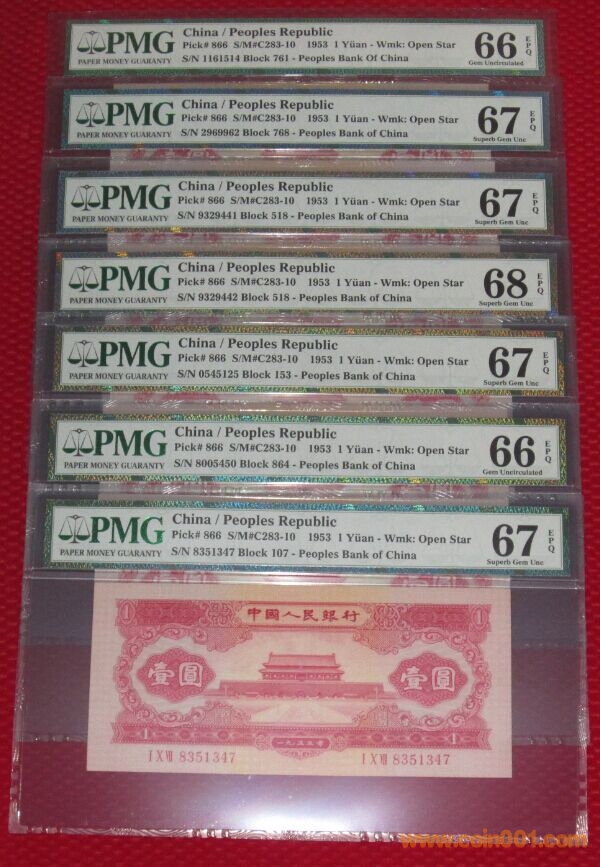 PMG
PAPER MONEY GUARANTY
China / Peoples Republic
Pick# 866 S/M#C283-10 1953 1 Yüan - Wmk: Open Star
S/N 1161514 Block 761 - Peoples Bank Of China
66 EPQ
Gem Uncirculated
PMG
PAPER MONEY GUARANTY
China / Peoples Republic
Pick# 866 S/M#C283-10 1953 1 Yüan - Wmk: Open Star
S/N 2969962 Block 768 - Peoples Bank of China
67 EPQ
Superb Gem Unc
PMG
PAPER MONEY GUARANTY
China / Peoples Republic
Pick# 866 S/M#C283-10 1953 1 Yüan - Wmk: Open Star
S/N 9329441 Block 518 - Peoples Bank of China
67 EPQ
Superb Gem Unc
PMG
PAPER MONEY GUARANTY
China / Peoples Republic
Pick# 866 S/M#C283-10 1953 1 Yüan - Wmk: Open Star
S/N 9329442 Block 518 - Peoples Bank of China
68 EPQ
Superb Gem Unc
PMG
PAPER MONEY GUARANTY
China / Peoples Republic
Pick# 866 S/M#C283-10 1953 1 Yüan - Wmk: Open Star
S/N 0545125 Block 153 - Peoples Bank of China
67 EPQ
Superb Gem Unc
PMG
PAPER MONEY GUARANTY
China / Peoples Republic
Pick# 866 S/M#C283-10 1953 1 Yüan - Wmk: Open Star
S/N 8005450 Block 864 - Peoples Bank of China
66 EPQ
Gem Uncirculated
PMG
PAPER MONEY GUARANTY
China / Peoples Republic
Pick# 866 S/M#C283-10 1953 1 Yüan - Wmk: Open Star
S/N 8351347 Block 107 - Peoples Bank of China
67 EPQ
Superb Gem Unc
1 中國人民銀行 1
壹圓 壹圓
1 一九五三年 1
I X VII 8351347 I X VII 8351347
www.coin001.com